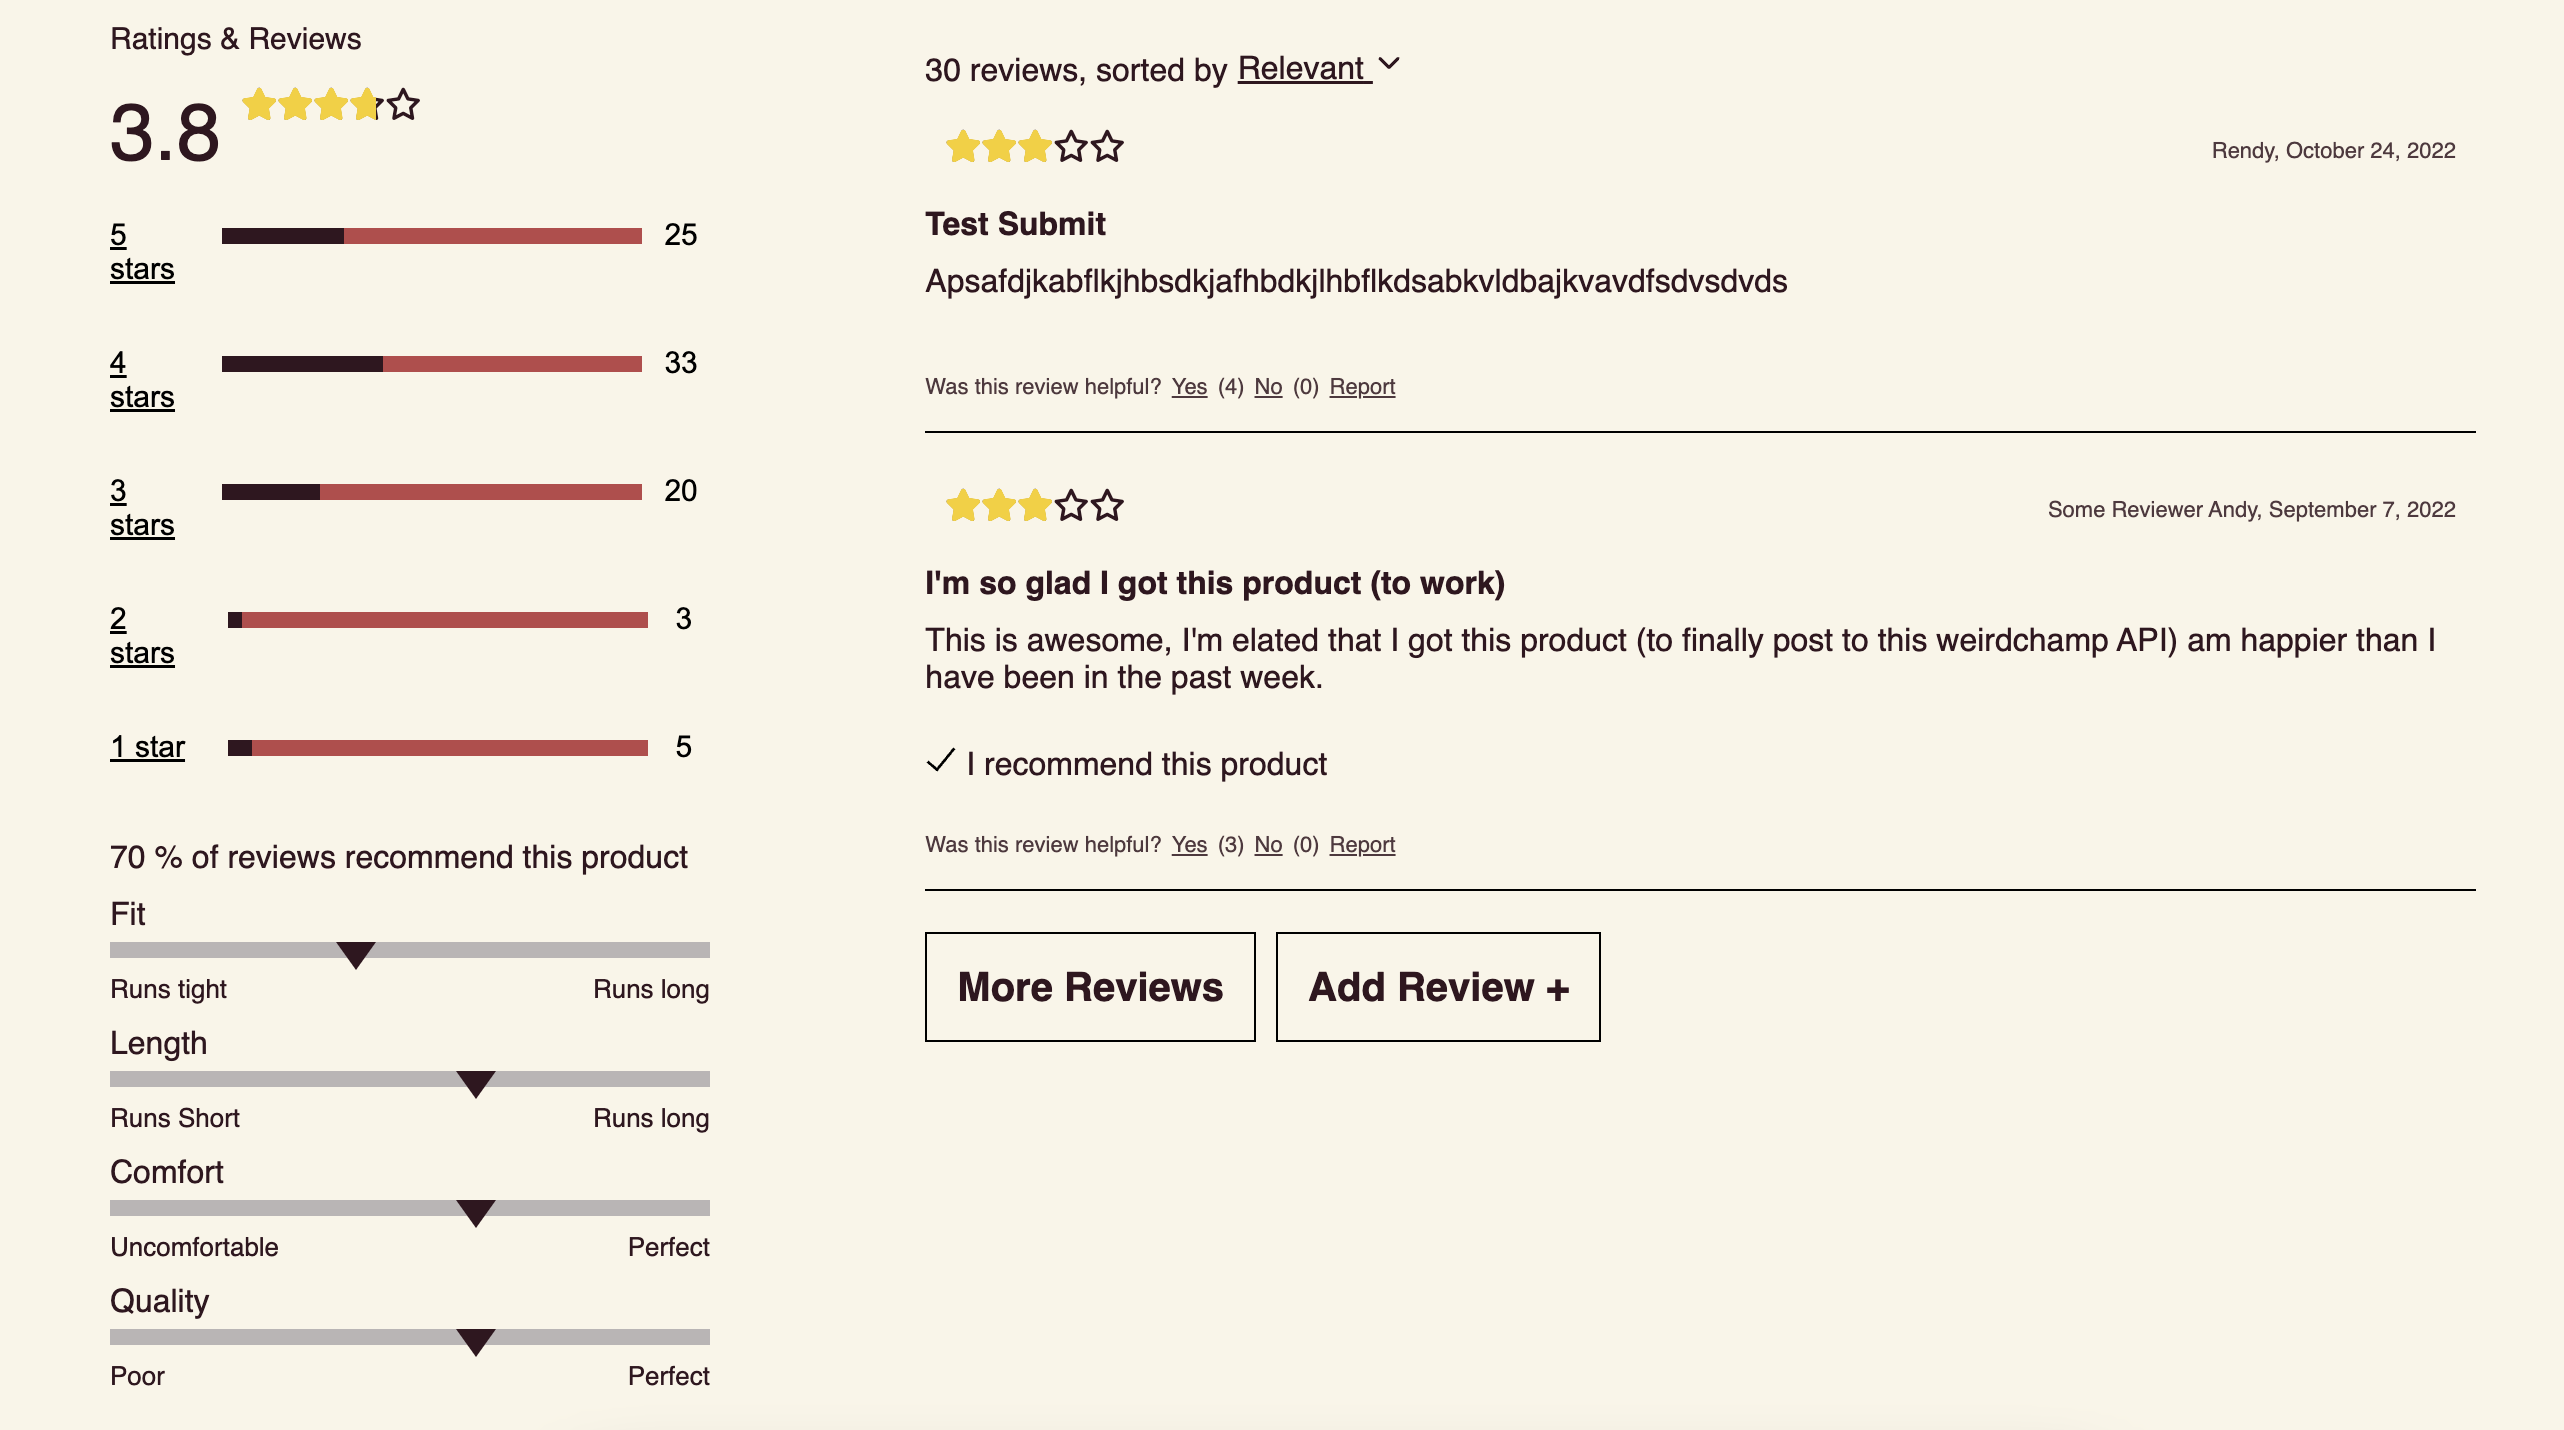 Ratings & Reviews
3.8
5
stars
25
4
stars
33
3
stars
20
2
stars
3
1 star
5
70 % of reviews recommend this product
Fit
Runs tight Runs long
Length
Runs Short Runs long
Comfort
Uncomfortable Perfect
Quality
Poor Perfect
30 reviews, sorted by Relevant
Rendy, October 24, 2022
Test Submit
Apsafdjkabflkjhbsdkjafhbdkjlhbflkdsabkvldbajkvavdfsdvsdvds
Was this review helpful? Yes (4) No (0) Report
Some Reviewer Andy, September 7, 2022
I'm so glad I got this product (to work)
This is awesome, I'm elated that I got this product (to finally post to this weirdchamp API) am happier than I
have been in the past week.
I recommend this product
Was this review helpful? Yes (3) No (0) Report
More Reviews Add Review +